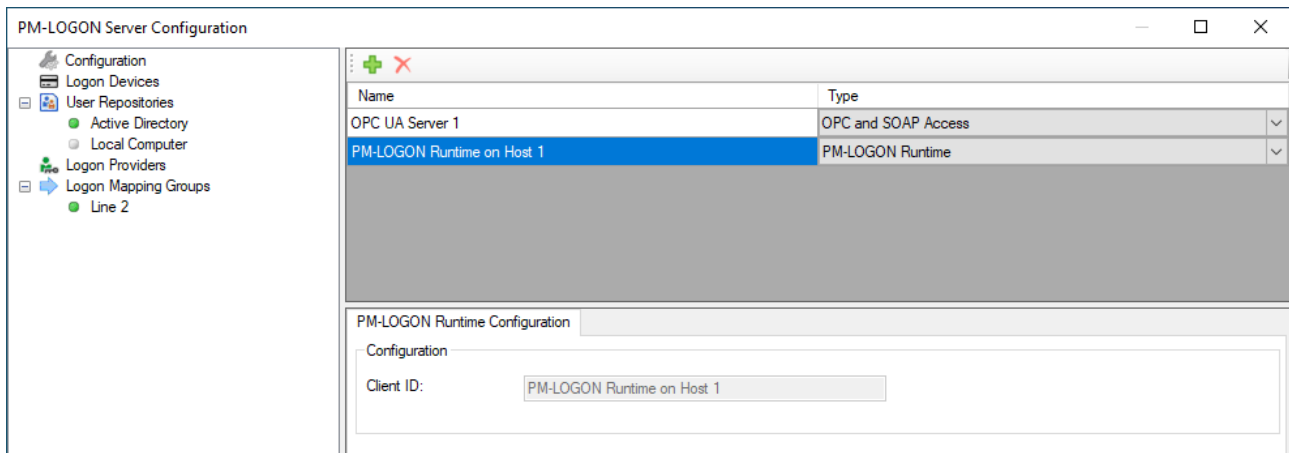 PM-LOGON Server Configuration
Configuration
Logon Devices
User Repositories
Active Directory
Local Computer
Logon Providers
Logon Mapping Groups
Line 2
Name Type
OPC UA Server 1 OPC and SOAP Access
PM-LOGON Runtime on Host 1 PM-LOGON Runtime
PM-LOGON Runtime Configuration
Configuration
Client ID: PM-LOGON Runtime on Host 1